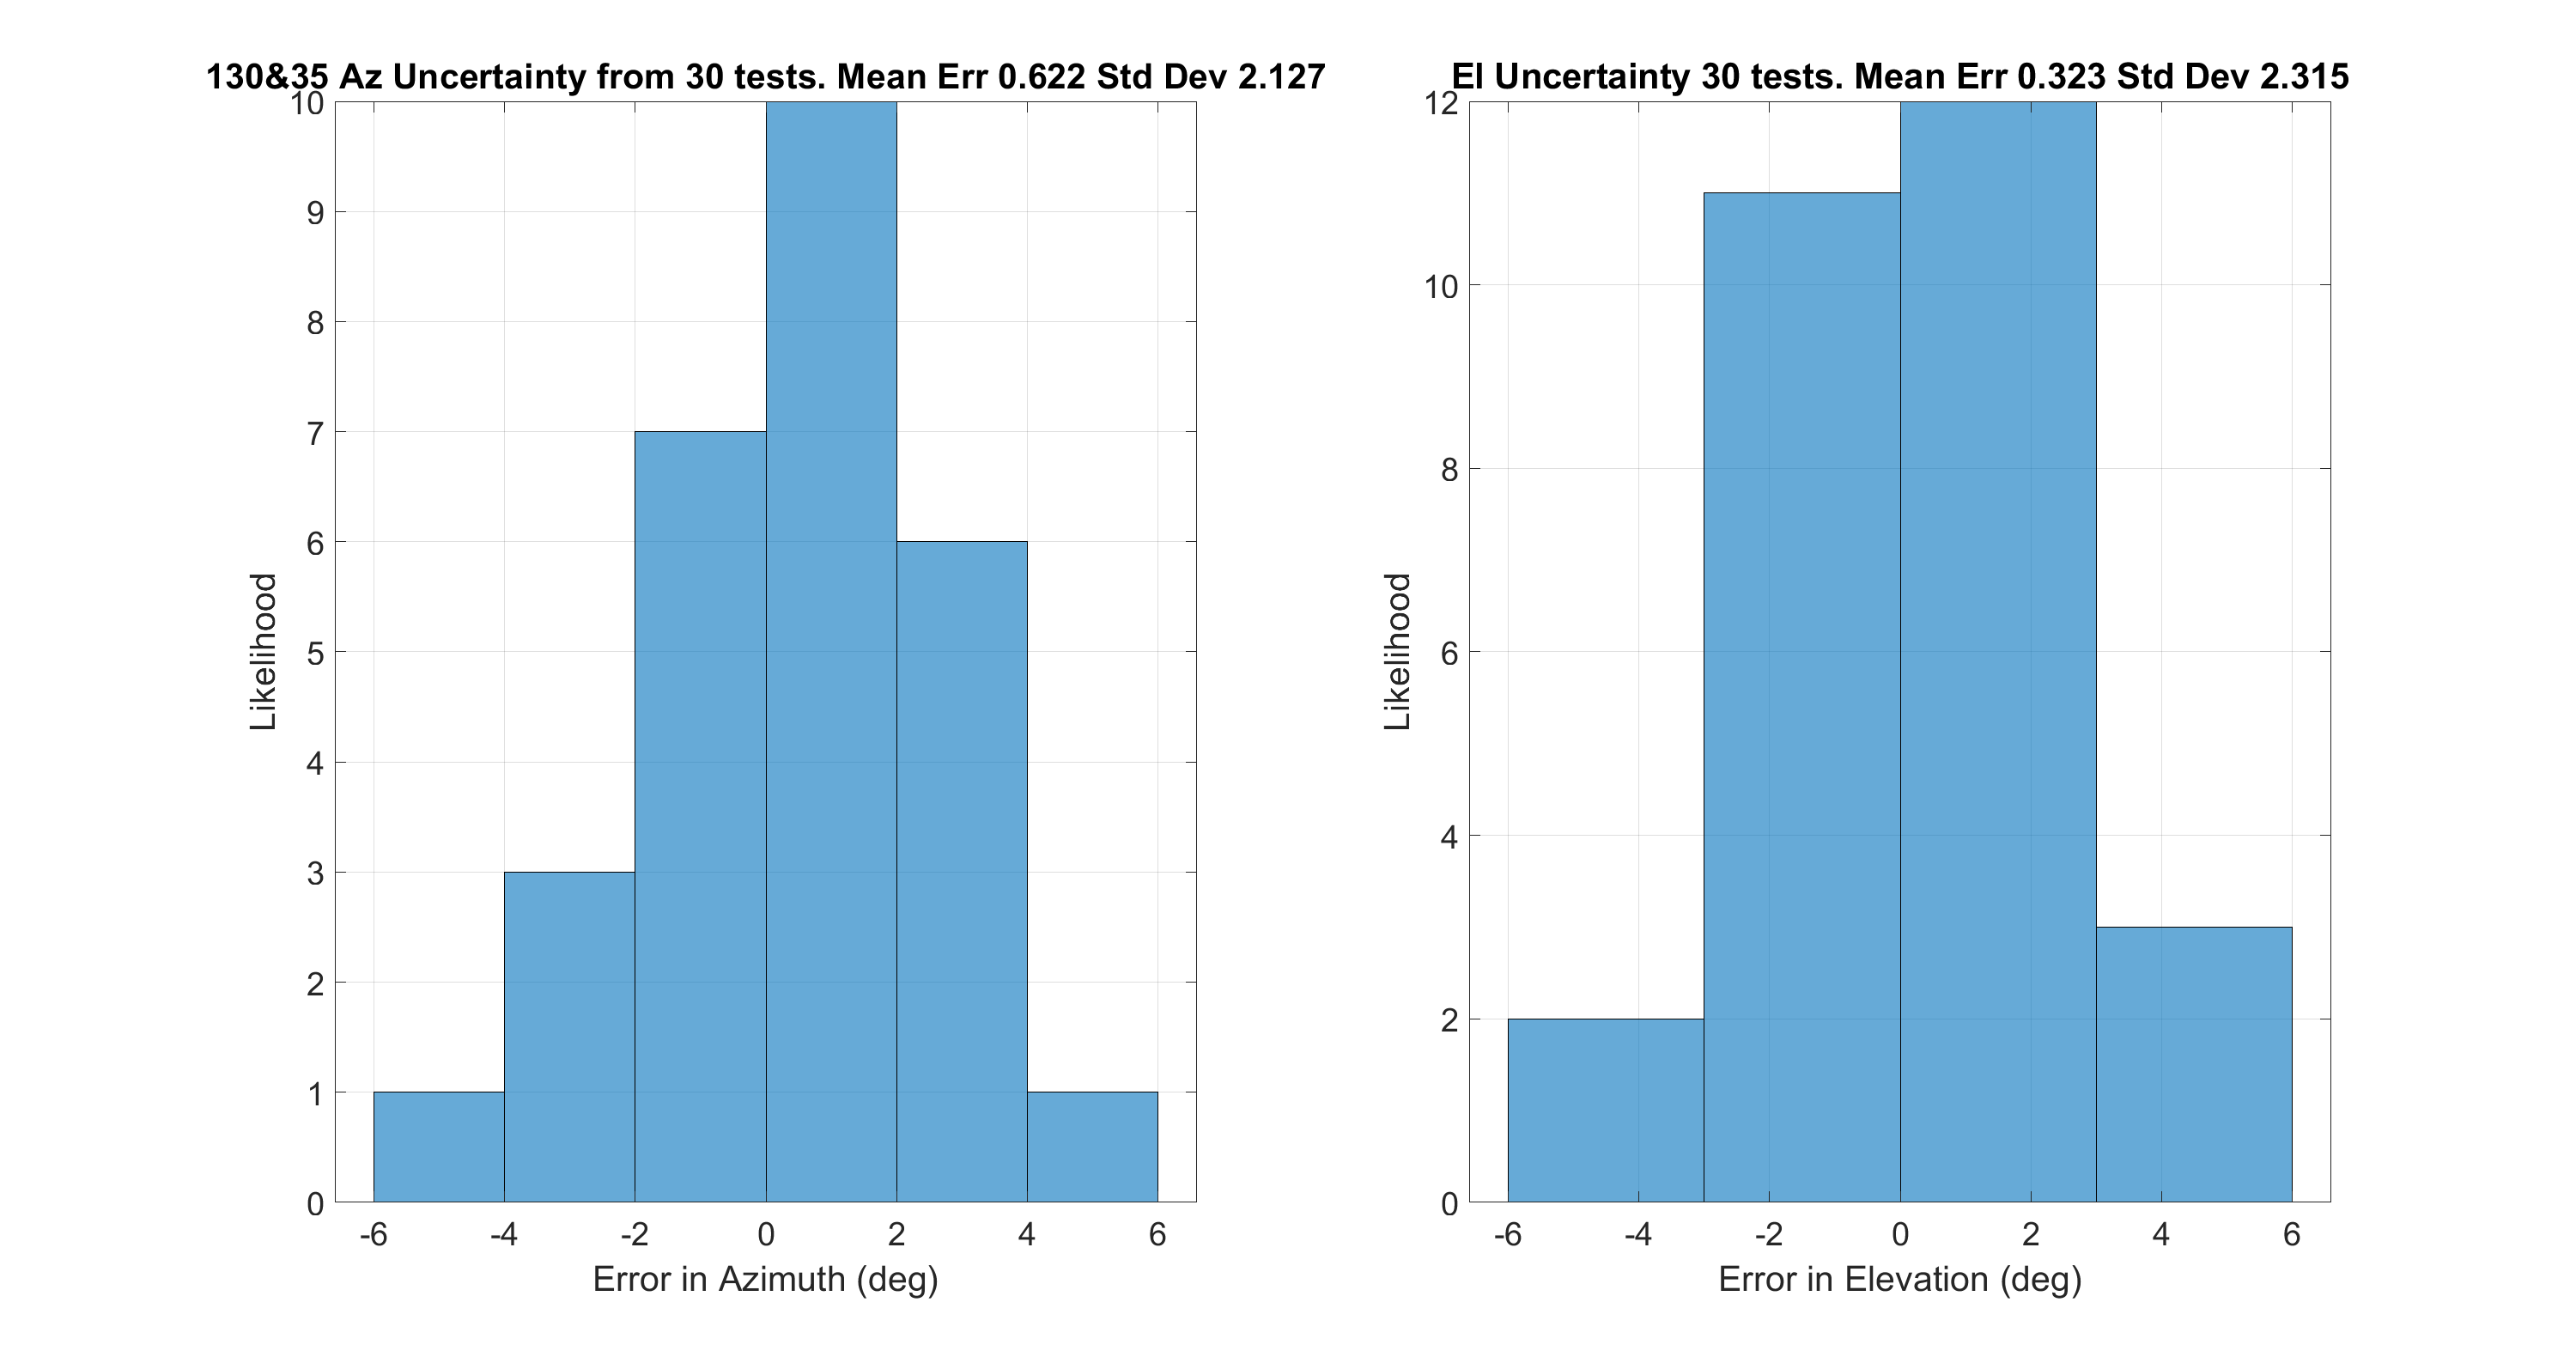 130&35 Az Uncertainty from 30 tests. Mean Err 0.622 Std Dev 2.127
10
9
8
7
6
5
4
3
2
1
0
Likelihood
-6 -4 -2 0 2 4 6
Error in Azimuth (deg)
El Uncertainty 30 tests. Mean Err 0.323 Std Dev 2.315
12
10
8
6
4
2
0
Likelihood
-6 -4 -2 0 2 4 6
Error in Elevation (deg)